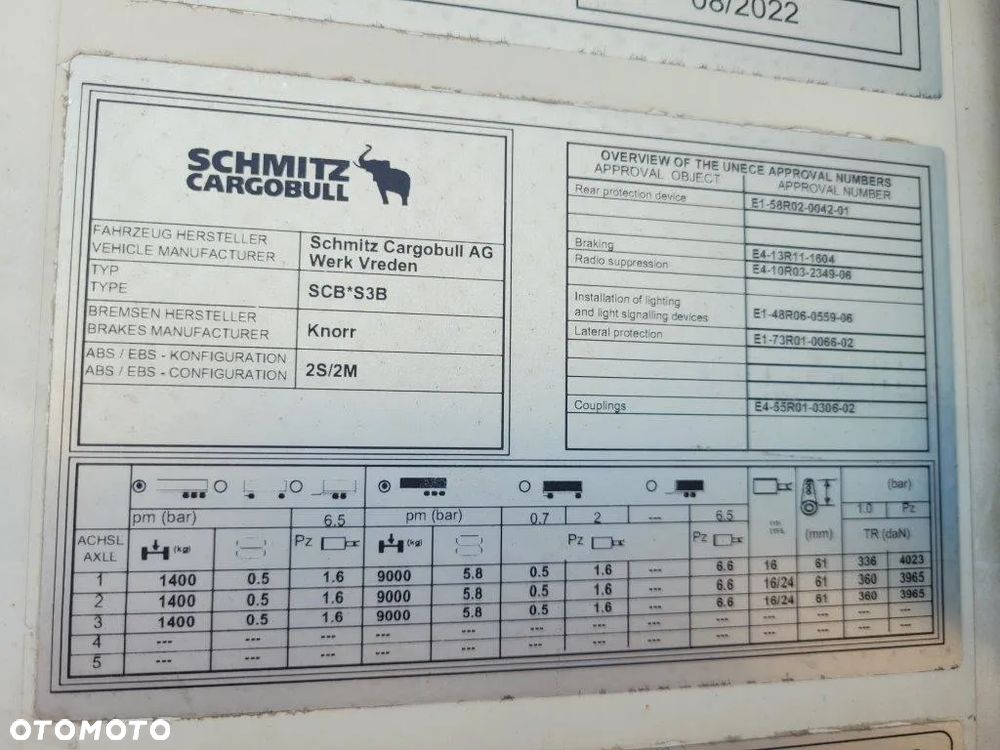 08/2022
SCHMITZ
CARGOBULL
FAHRZEUG HERSTELLER
VEHICLE MANUFACTURER
Schmitz Cargobull AG
Werk Vreden
TYP
TYPE
SCB*S3B
BREMSEN HERSTELLER
BRAKES MANUFACTURER
Knorr
ABS / EBS - KONFIGURATION
ABS / EBS - CONFIGURATION
2S/2M
OVERVIEW OF THE UNECE APPROVAL NUMBERS
APPROVAL OBJECT APPROVAL NUMBER
Rear protection device E1-58R02-0042-01
Braking E4-13R11-1604
Radio suppression E4-10R03-2349-06
Installation of lighting
and light signalling devices E1-48R06-0559-06
Lateral protection E1-73R01-0066-02
Couplings E4-55R01-0306-02
(bar)
pm (bar) 6.5 pm (bar) 0.7 2 --- 6.5 1.0 Pz
ACHSL
AXLL
(kg) Pz (kg) Pz Pz (mm) TR (daN)
1 1400 0.5 1.6 9000 5.8 0.5 1.6 --- 6.6 16 61 336 4023
2 1400 0.5 1.6 9000 5.8 0.5 1.6 --- 6.6 16/24 61 360 3965
3 1400 0.5 1.6 9000 5.8 0.5 1.6 --- 6.6 16/24 61 360 3965
4 --- --- --- --- --- --- --- --- --- --- --- --- ---
5 --- --- --- --- --- --- --- --- --- --- --- --- ---
OTOMOTO